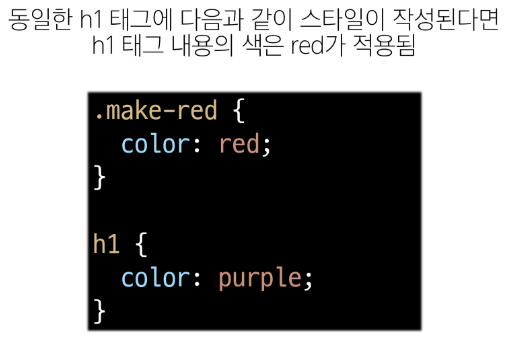 동일한 h1 태그에 다음과 같이 스타일이 작성된다면
h1 태그 내용의 색은 red가 적용됨
.make-red {
  color: red;
}

h1 {
  color: purple;
}